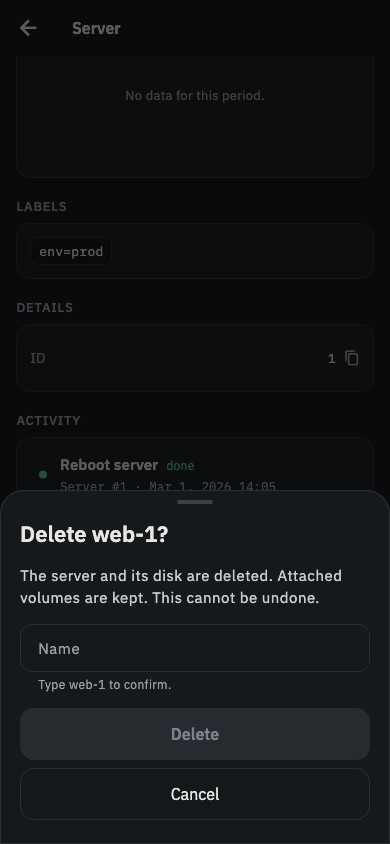 Server
No data for this period.
LABELS
env=prod
DETAILS
ID 1
ACTIVITY
Reboot server done
Server #1 · Mar 1, 2026 14:05
Delete web-1?
The server and its disk are deleted. Attached
volumes are kept. This cannot be undone.
Name
Type web-1 to confirm.
Delete
Cancel